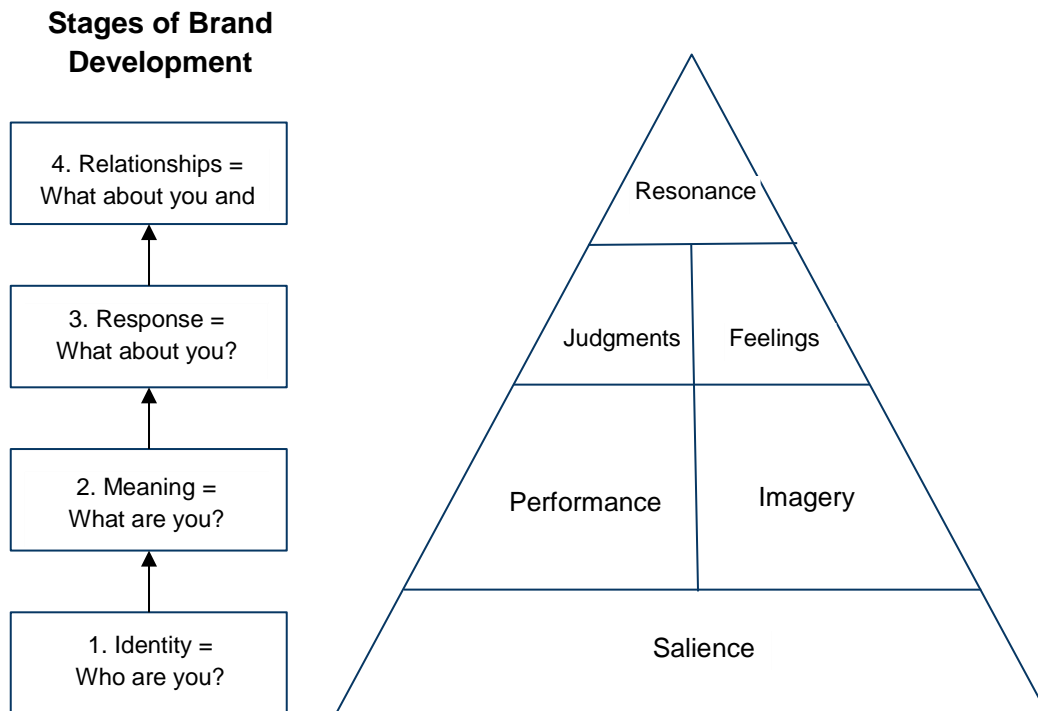 Stages of Brand
Development
4. Relationships =
What about you and
3. Response =
What about you?
2. Meaning =
What are you?
1. Identity =
Who are you?
Resonance
Judgments
Feelings
Performance
Imagery
Salience